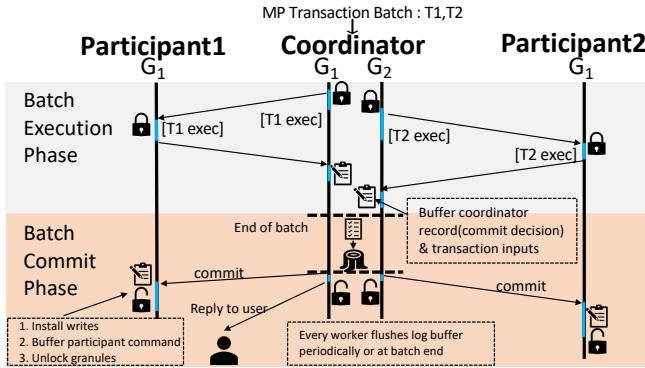 MP Transaction Batch : T1,T2
Participant1
Coordinator
Participant2
G1
G1
G2
G1
Batch
Execution
Phase
[T1 exec]
[T1 exec]
[T2 exec]
[T2 exec]
Buffer coordinator
record(commit decision)
& transaction inputs
Batch
Commit
Phase
End of batch
commit
commit
Reply to user
1. Install writes
2. Buffer participant command
3. Unlock granules
Every worker flushes log buffer
periodically or at batch end